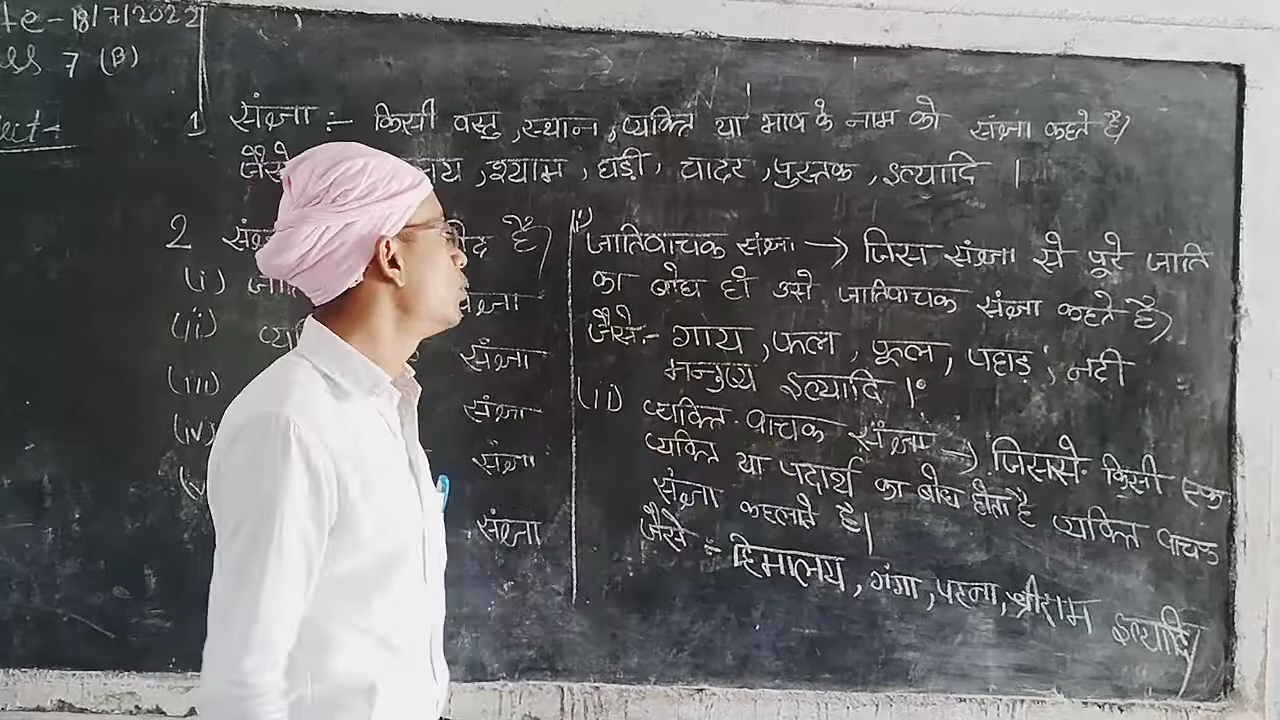 te - 18/7/2022
ss 7 (B)
ject -
1) संज्ञा :- किसी वस्तु, स्थान, व्यक्ति या भाव के नाम को संज्ञा कहते है।
जैसे लय, श्याम, घड़ी, चादर, पुस्तक, इत्यादि ।
2 संज्ञा भेद है।
(i) जाति संज्ञा
(ii) व्य संज्ञा
(iii) संज्ञा
(iv) संज्ञा
(v संज्ञा
(i) जातिवाचक संज्ञा → जिस संज्ञा से पूरे जाति
का बोध हो उसे जातिवाचक संज्ञा कहते है।
जैसे:- गाय, फल, फूल, पहाड़, नदी
मनुष्य इत्यादि ।
(ii) व्यक्ति-वाचक संज्ञा → जिससे किसी एक
व्यक्ति या पदार्थ का बोध होता है व्यक्ति वाचक
संज्ञा कहलाते है।
जैसे :- हिमालय, गंगा, पटना, श्रीराम इत्यादि।